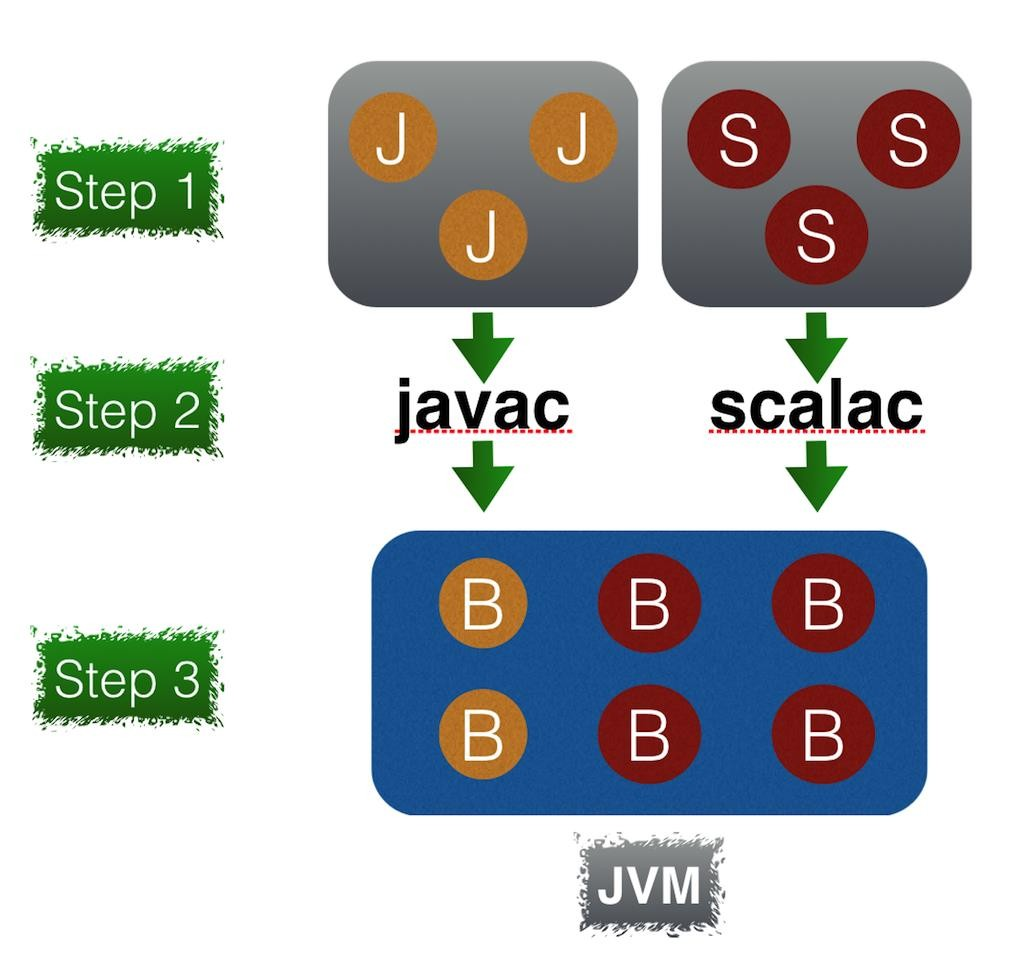 Step 1
J J
J
S S
S
Step 2
javac
scalac
Step 3
B B B
B B B
JVM